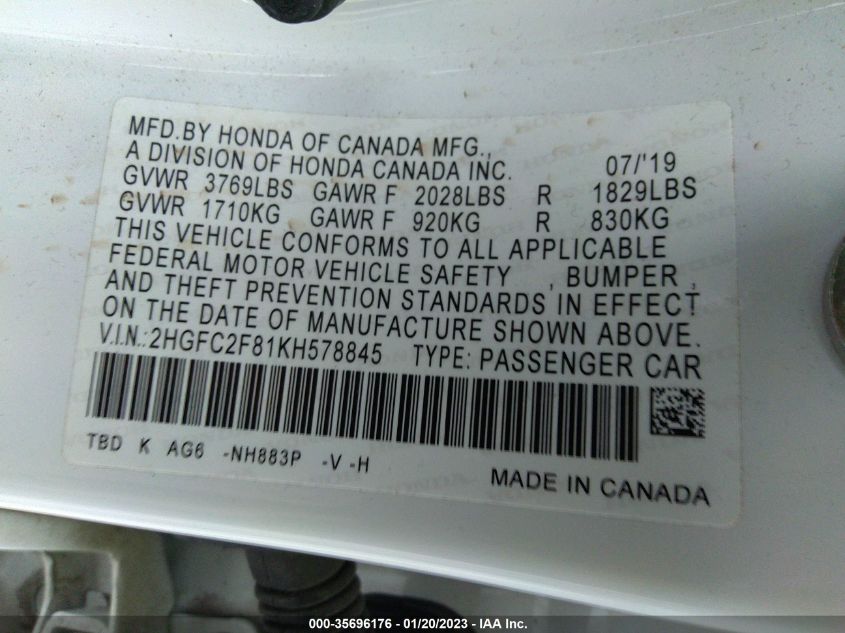 MFD.BY HONDA OF CANADA MFG.,
A DIVISION OF HONDA CANADA INC. 07/'19
GVWR 3769LBS GAWR F 2028LBS R 1829LBS
GVWR 1710KG GAWR F 920KG R 830KG
THIS VEHICLE CONFORMS TO ALL APPLICABLE
FEDERAL MOTOR VEHICLE SAFETY , BUMPER ,
AND THEFT PREVENTION STANDARDS IN EFFECT
ON THE DATE OF MANUFACTURE SHOWN ABOVE.
V.I.N.:2HGFC2F81KH578845 TYPE: PASSENGER CAR
TBD K AG6 -NH883P -V -H
MADE IN CANADA
000-35696176 - 01/20/2023 - © IAA Inc.